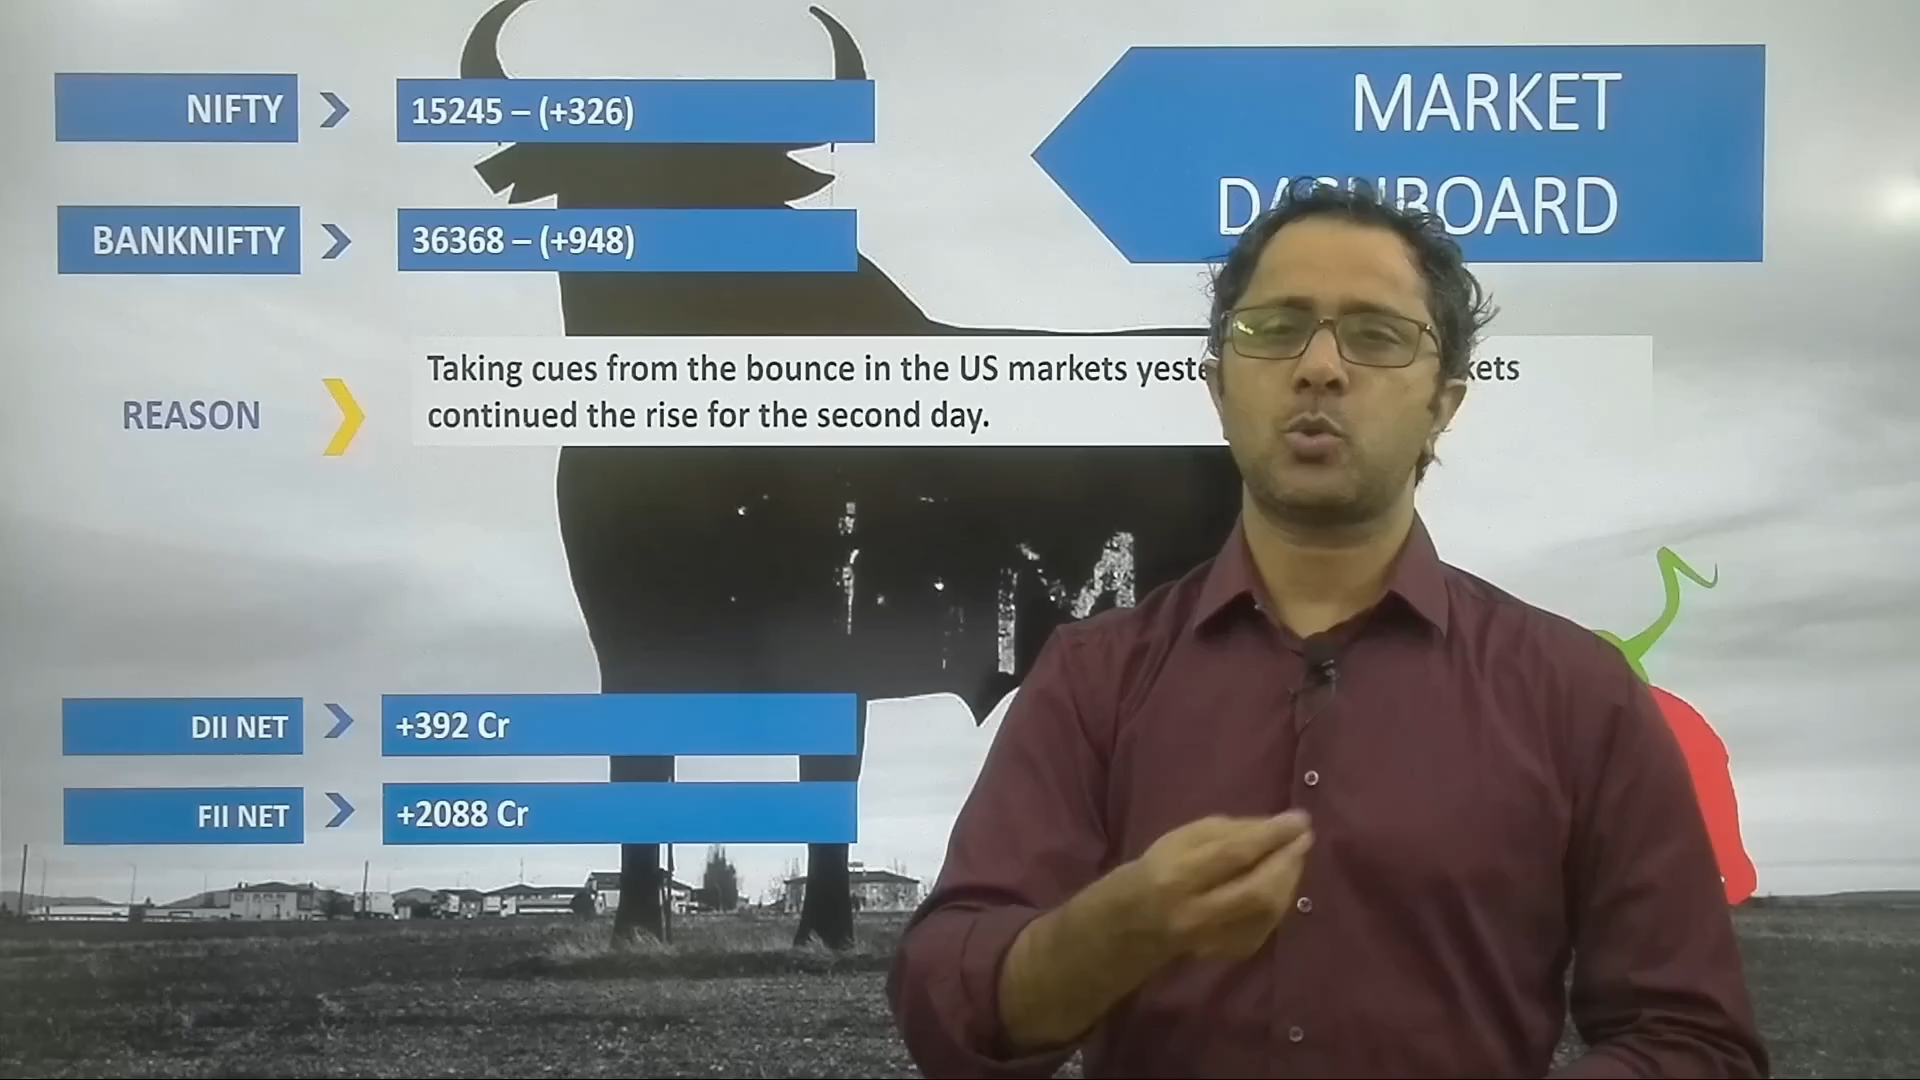 NIFTY
15245 – (+326)
MARKET
DASHBOARD
BANKNIFTY
36368 – (+948)
REASON
Taking cues from the bounce in the US markets
continued the rise for the second day.
DII NET
+392 Cr
FII NET
+2088 Cr